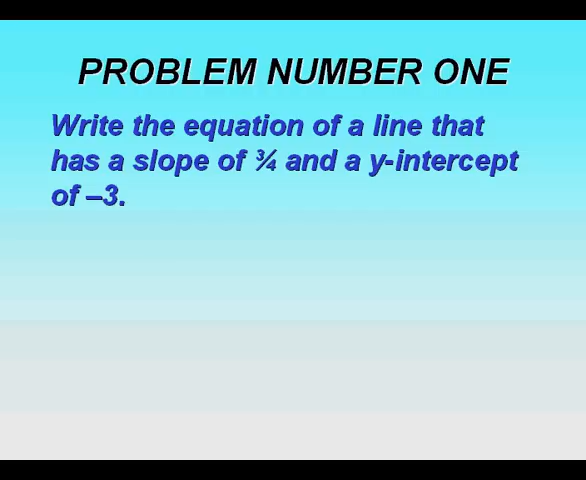 PROBLEM NUMBER ONE
Write the equation of a line that
has a slope of ¾ and a y-intercept
of –3.